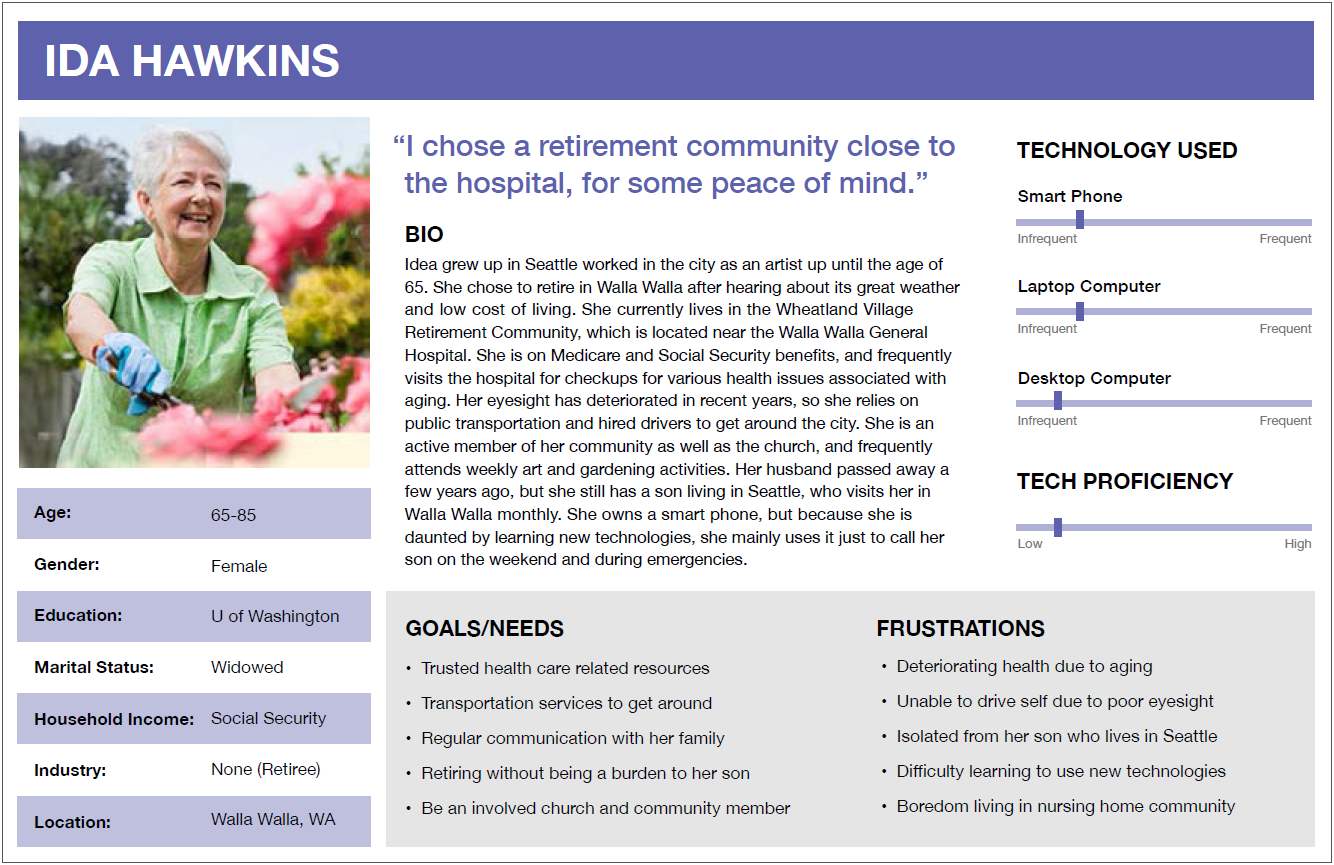 IDA HAWKINS
“I chose a retirement community close to
the hospital, for some peace of mind.”
BIO
Idea grew up in Seattle worked in the city as an artist up until the age of
65. She chose to retire in Walla Walla after hearing about its great weather
and low cost of living. She currently lives in the Wheatland Village
Retirement Community, which is located near the Walla Walla General
Hospital. She is on Medicare and Social Security benefits, and frequently
visits the hospital for checkups for various health issues associated with
aging. Her eyesight has deteriorated in recent years, so she relies on
public transportation and hired drivers to get around the city. She is an
active member of her community as well as the church, and frequently
attends weekly art and gardening activities. Her husband passed away a
few years ago, but she still has a son living in Seattle, who visits her in
Walla Walla monthly. She owns a smart phone, but because she is
daunted by learning new technologies, she mainly uses it just to call her
son on the weekend and during emergencies.
TECHNOLOGY USED
Smart Phone
Infrequent Frequent
Laptop Computer
Infrequent Frequent
Desktop Computer
Infrequent Frequent
TECH PROFICIENCY
Low High
Age: 65-85
Gender: Female
Education: U of Washington
Marital Status: Widowed
Household Income: Social Security
Industry: None (Retiree)
Location: Walla Walla, WA
GOALS/NEEDS
• Trusted health care related resources
• Transportation services to get around
• Regular communication with her family
• Retiring without being a burden to her son
• Be an involved church and community member
FRUSTRATIONS
• Deteriorating health due to aging
• Unable to drive self due to poor eyesight
• Isolated from her son who lives in Seattle
• Difficulty learning to use new technologies
• Boredom living in nursing home community